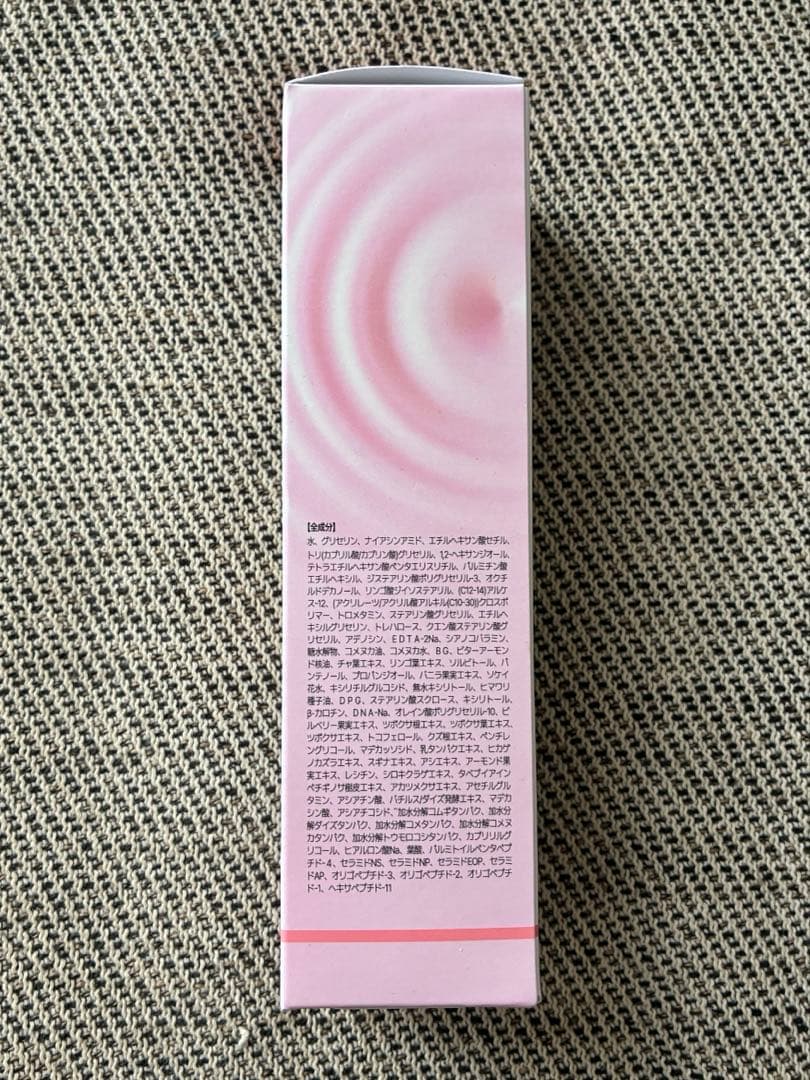 【全成分】
水、グリセリン、ナイアシンアミド、エチルヘキサン酸セチル、
トリ(カプリル酸/カプリン酸)グリセリル、1,2-ヘキサンジオール、
テトラエチルヘキサン酸ペンタエリスリチル、パルミチン酸
エチルヘキシル、ジステアリン酸ポリグリセリル-3、オクチ
ルドデカノール、リンゴ酸ジイソステアリル、(C12-14)アルケ
ス-12、(アクリレーツ/アクリル酸アルキル(C10-30))クロスポ
リマー、トロメタミン、ステアリン酸グリセリル、エチルヘ
キシルグリセリン、トレハロース、クエン酸ステアリン酸グ
リセリル、アデノシン、EDTA-2Na、シアノコバラミン、
糖水解物、コメヌカ油、コメヌカ水、BG、ビターアーモン
ド核油、チャ葉エキス、リンゴ葉エキス、ソルビトール、パ
ンテノール、プロパンジオール、バニラ果実エキス、ソケイ
花水、キシリチルグルコシド、無水キシリトール、ヒマワリ
種子油、DPG、ステアリン酸スクロース、キシリトール、
β-カロチン、DNA-Na、オレイン酸ポリグリセリル-10、ビ
ルベリー果実エキス、ツボクサ根エキス、ツボクサ葉エキス、
ツボクサエキス、トコフェロール、クズ根エキス、ペンチレ
ングリコール、マデカッソシド、乳タンパクエキス、ヒカゲ
ノカズラエキス、スギナエキス、アシエキス、アーモンド果
実エキス、レシチン、シロキクラゲエキス、タベブイアイン
ペチギノサ樹皮エキス、アカツメクサエキス、アセチルグル
タミン、アシアチン酸、バチルス/ダイズ発酵エキス、マデカ
シン酸、アシアチコシド、加水分解コムギタンパク、加水分
解ダイズタンパク、加水分解コメタンパク、加水分解コメヌ
カタンパク、加水分解トウモロコシタンパク、カプリリルグ
リコール、ヒアルロン酸Na、葉酸、パルミトイルペンタペプ
チド-4、セラミドNS、セラミドNP、セラミドEOP、セラミ
ドAP、オリゴペプチド-3、オリゴペプチド-2、オリゴペプチ
ド-1、ヘキサペプチド-11